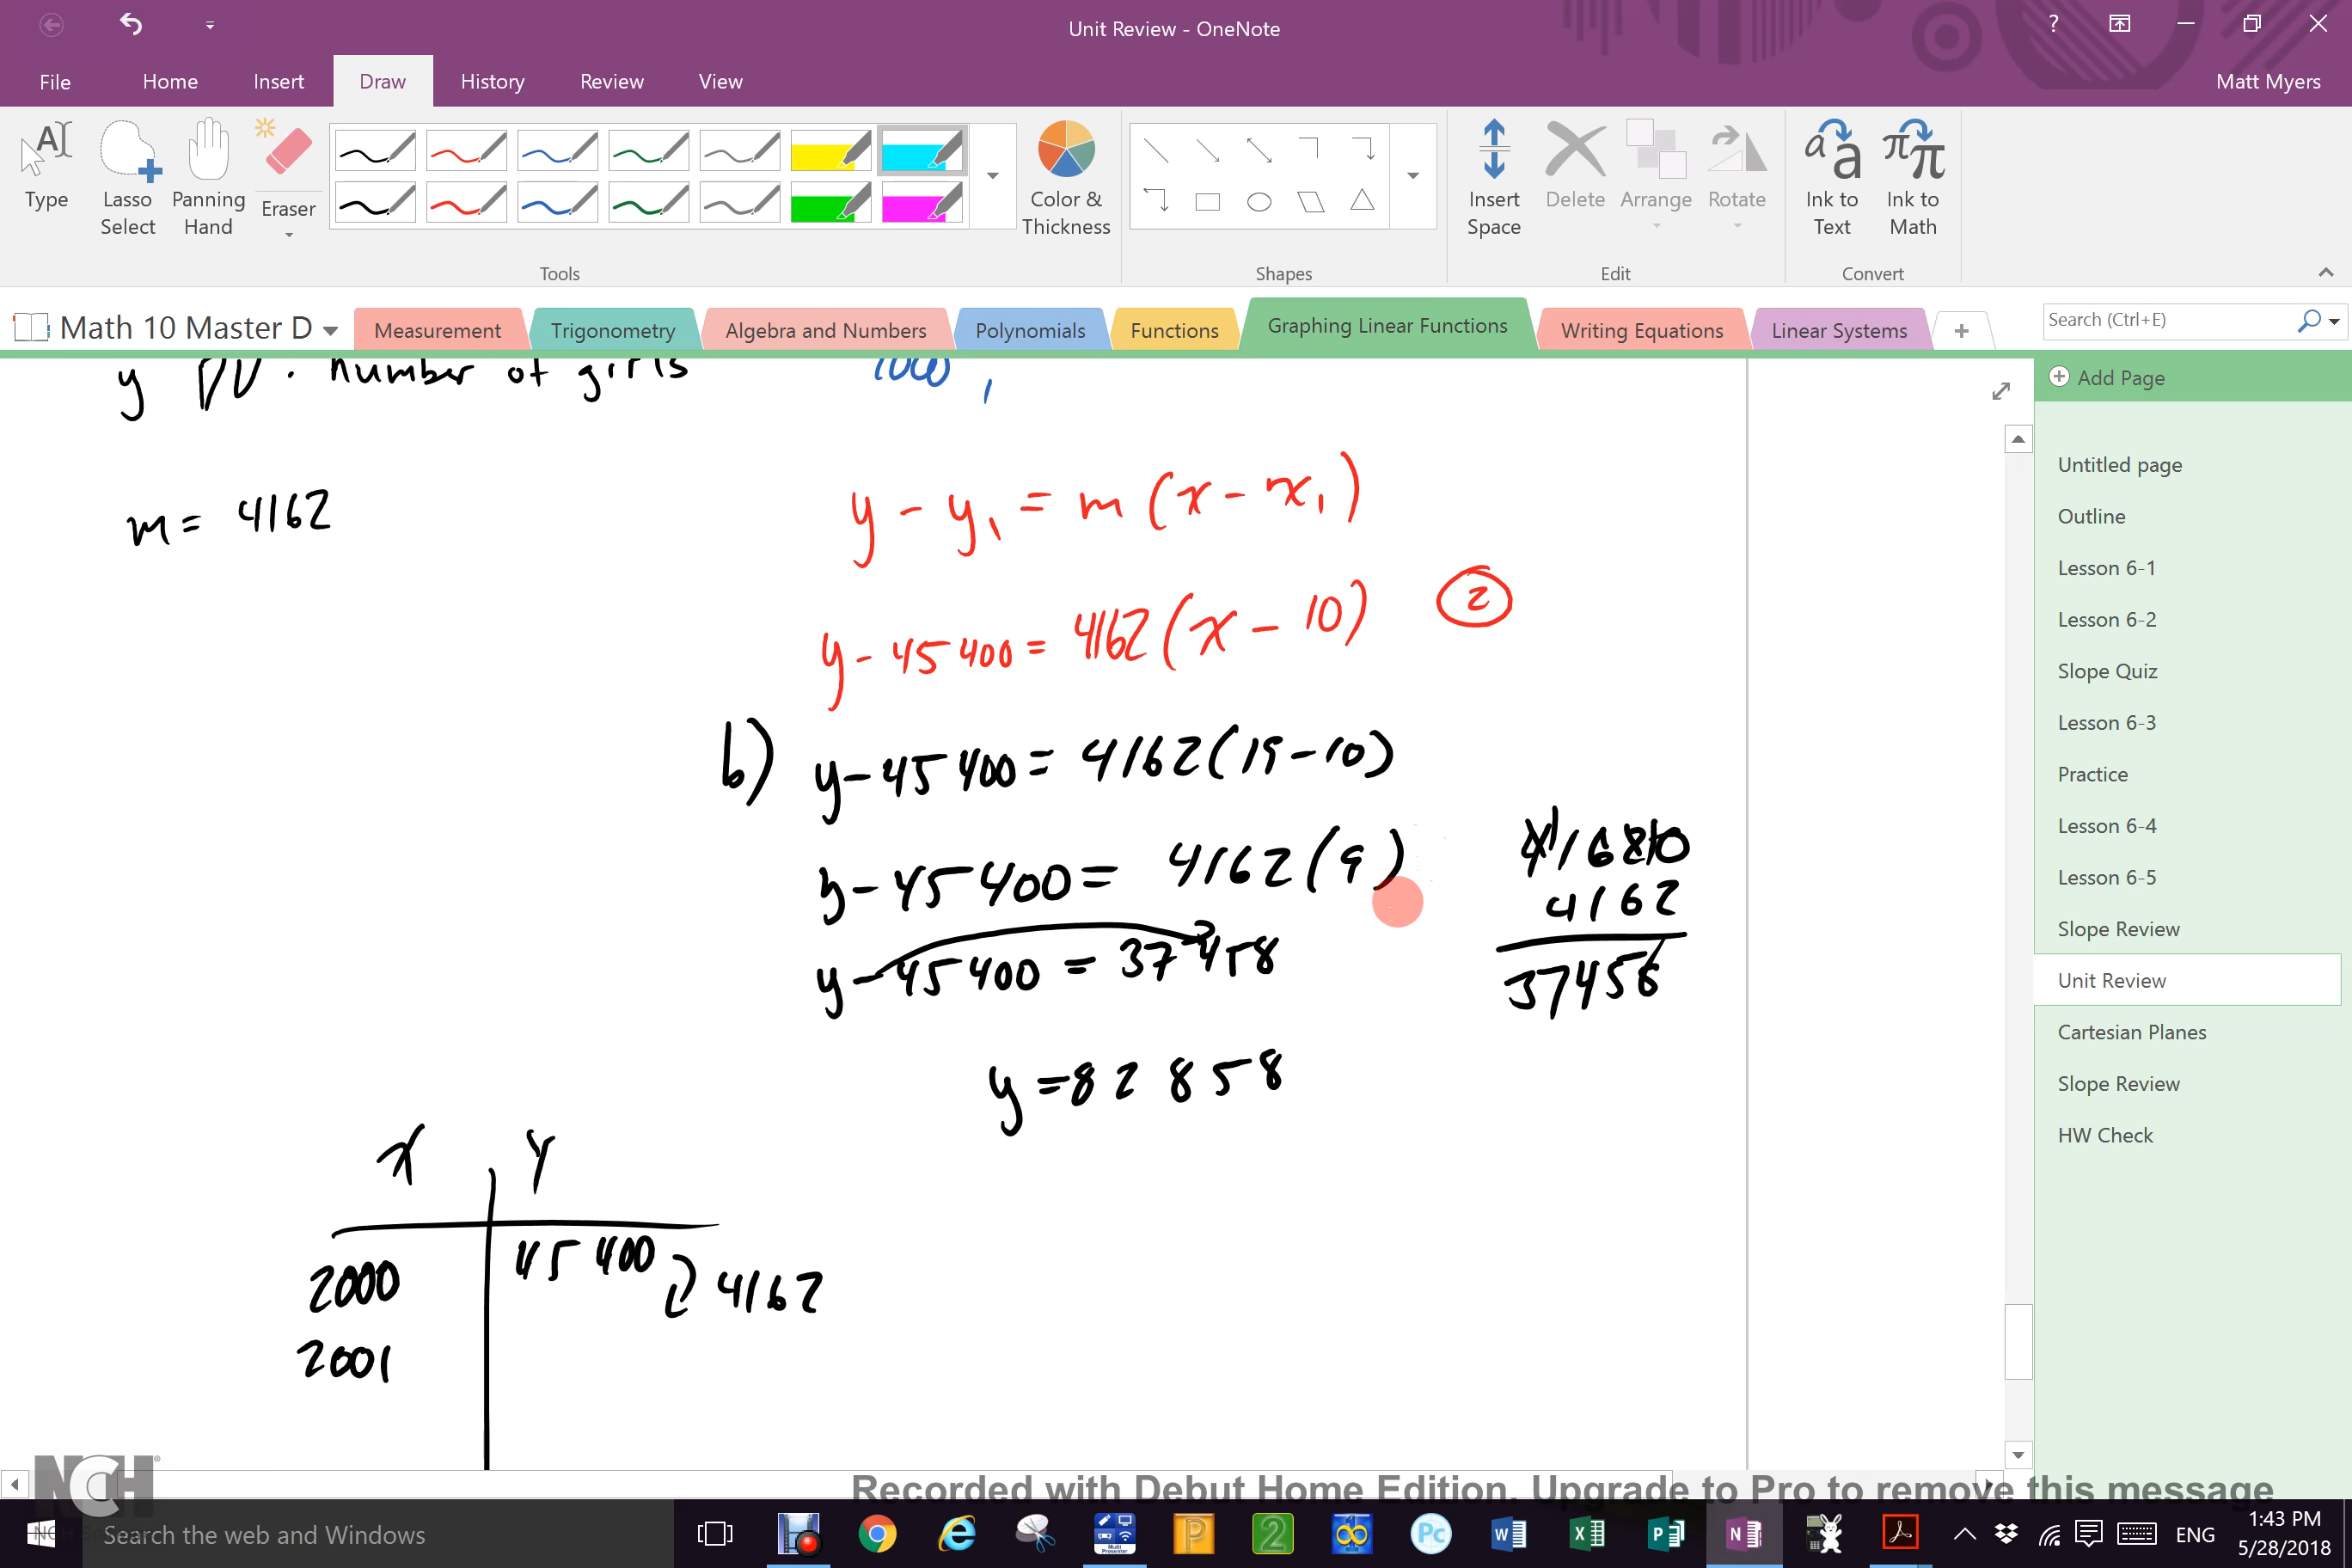 Unit Review - OneNote
?
File Home Insert Draw History Review View Matt Myers
Type
Lasso Select
Panning Hand
Eraser
Color & Thickness
Insert Space
Delete
Arrange
Rotate
Ink to Text
Ink to Math
Tools Shapes Edit Convert
Math 10 Master D
Measurement Trigonometry Algebra and Numbers Polynomials Functions Graphing Linear Functions Writing Equations Linear Systems +
Search (Ctrl+E)
Add Page
Untitled page
Outline
Lesson 6-1
Lesson 6-2
Slope Quiz
Lesson 6-3
Practice
Lesson 6-4
Lesson 6-5
Slope Review
Unit Review
Cartesian Planes
Slope Review
HW Check
y DV. number of girls
m = 4162
y - y₁ = m (x - x₁)
y - 45 400 = 4162 (x - 10) 2
b) y - 45 400 = 4162 (19 - 10)
y - 45 400 = 4162 (9)
y - 45 400 = 37 458
y = 82 858
4162
37458
x y
2000 45 400 4162
2001
NCH
Recorded with Debut Home Edition. Upgrade to Pro to remove this message
Search the web and Windows
ENG
1:43 PM
5/28/2018